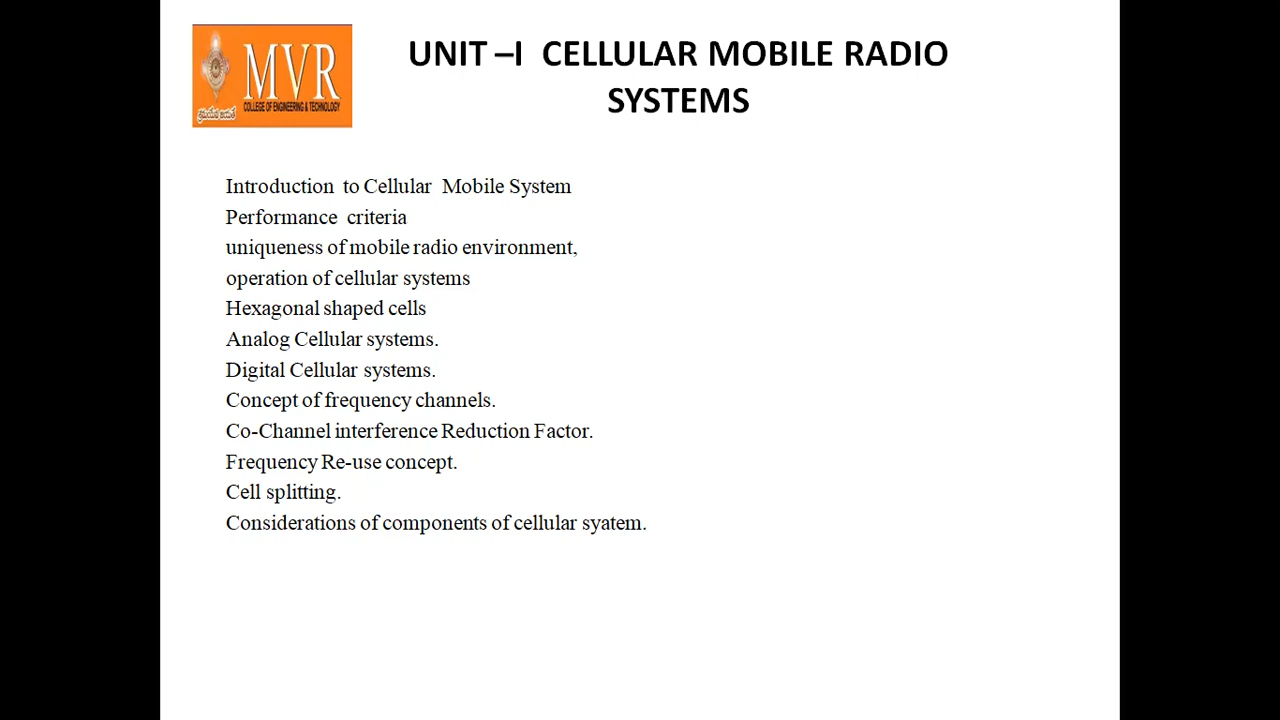 MVR
COLLEGE OF ENGINEERING & TECHNOLOGY
UNIT –I CELLULAR MOBILE RADIO
SYSTEMS
Introduction to Cellular Mobile System
Performance criteria
uniqueness of mobile radio environment,
operation of cellular systems
Hexagonal shaped cells
Analog Cellular systems.
Digital Cellular systems.
Concept of frequency channels.
Co-Channel interference Reduction Factor.
Frequency Re-use concept.
Cell splitting.
Considerations of components of cellular syatem.